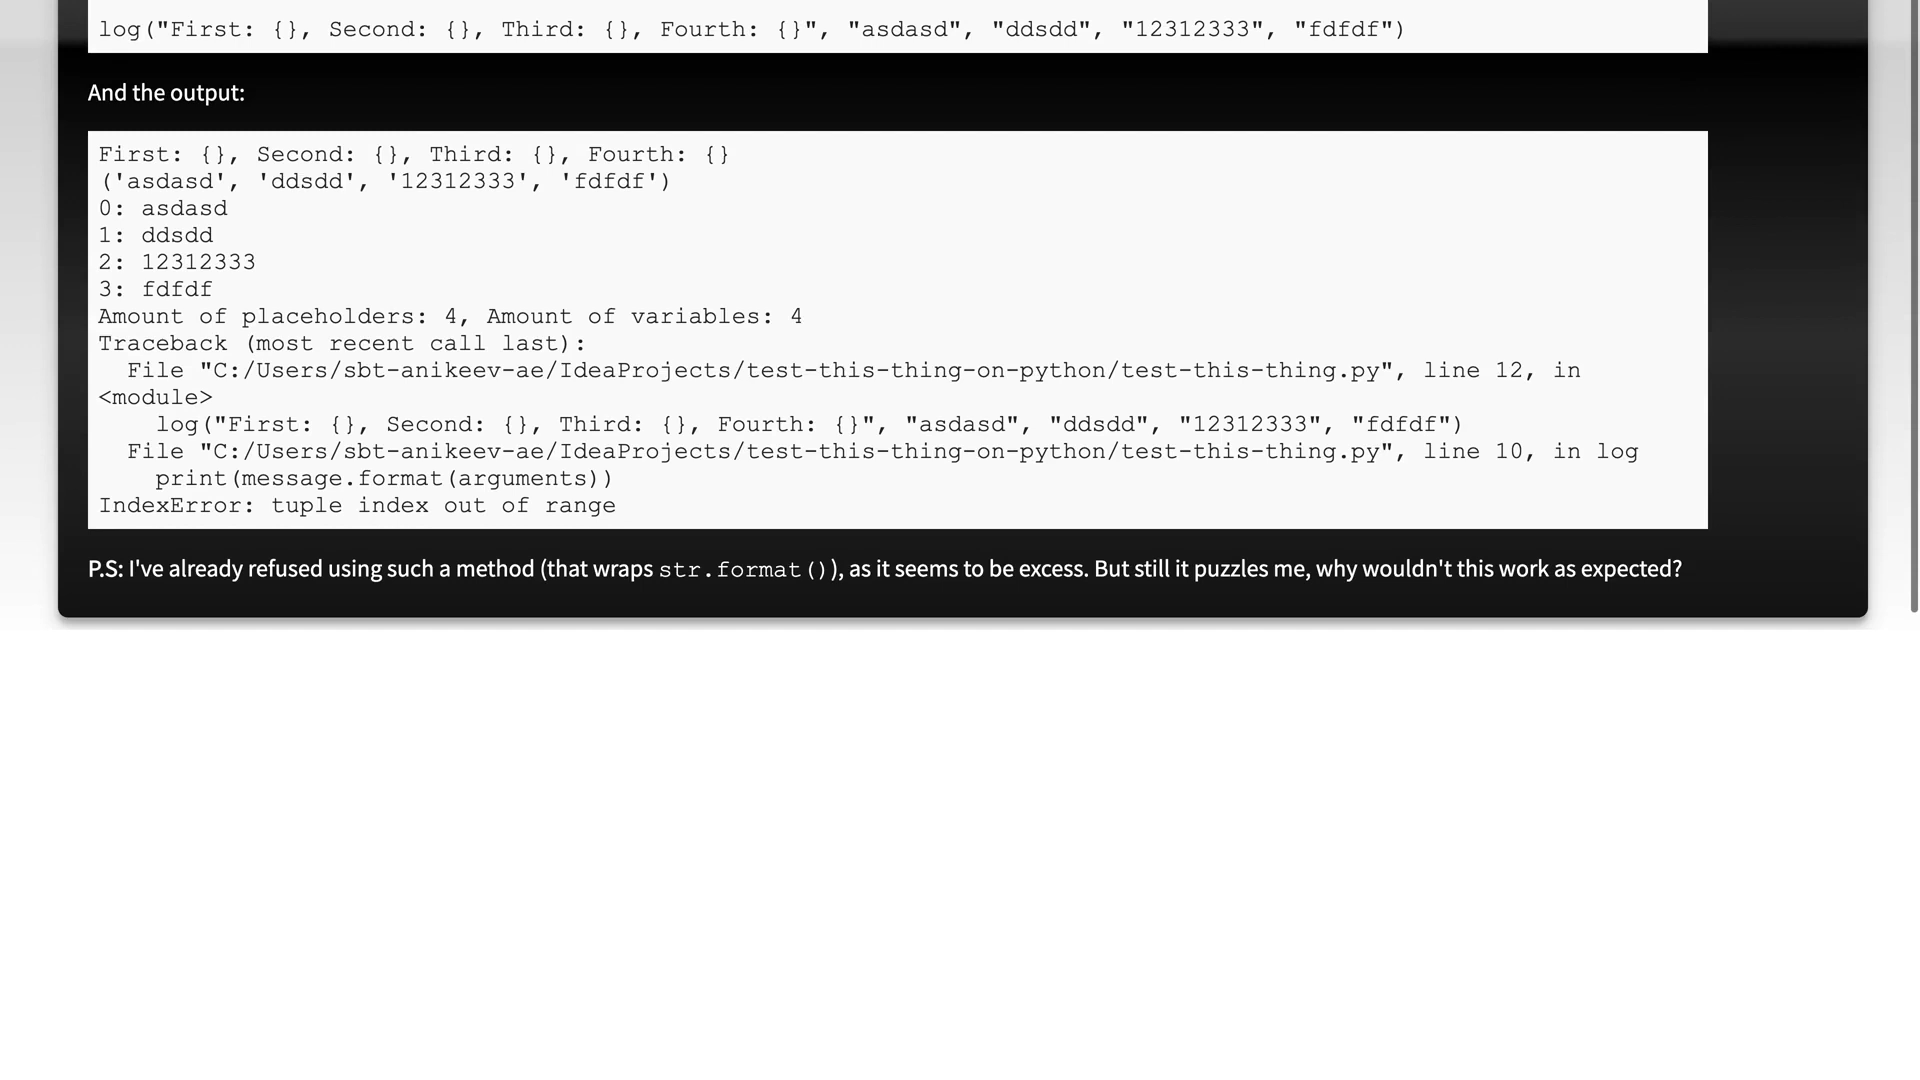 log("First: {}, Second: {}, Third: {}, Fourth: {}", "asdasd", "ddsdd", "12312333", "fdfdf")
And the output:
First: {}, Second: {}, Third: {}, Fourth: {}
('asdasd', 'ddsdd', '12312333', 'fdfdf')
0: asdasd
1: ddsdd
2: 12312333
3: fdfdf
Amount of placeholders: 4, Amount of variables: 4
Traceback (most recent call last):
  File "C:/Users/sbt-anikeev-ae/IdeaProjects/test-this-thing-on-python/test-this-thing.py", line 12, in
<module>
    log("First: {}, Second: {}, Third: {}, Fourth: {}", "asdasd", "ddsdd", "12312333", "fdfdf")
  File "C:/Users/sbt-anikeev-ae/IdeaProjects/test-this-thing-on-python/test-this-thing.py", line 10, in log
    print(message.format(arguments))
IndexError: tuple index out of range
P.S: I've already refused using such a method (that wraps str.format()), as it seems to be excess. But still it puzzles me, why wouldn't this work as expected?